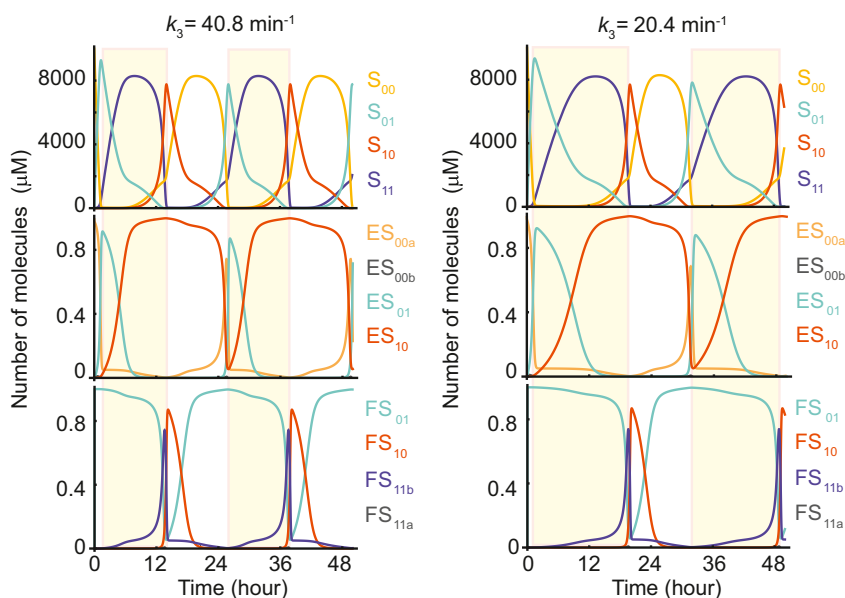 k₃ = 40.8 min⁻¹
8000
4000
0
S₀₀
S₀₁
S₁₀
S₁₁
0.8
0.4
0
ES₀₀ₐ
ES₀₀b
ES₀₁
ES₁₀
0.8
0.4
0
FS₀₁
FS₁₀
FS₁₁b
FS₁₁ₐ
0 12 24 36 48
Time (hour)
Number of molecules (μM)
k₃ = 20.4 min⁻¹
8000
4000
0
S₀₀
S₀₁
S₁₀
S₁₁
0.8
0.4
0
ES₀₀ₐ
ES₀₀b
ES₀₁
ES₁₀
0.8
0.4
0
FS₀₁
FS₁₀
FS₁₁b
FS₁₁ₐ
0 12 24 36 48
Time (hour)
Number of molecules (μM)